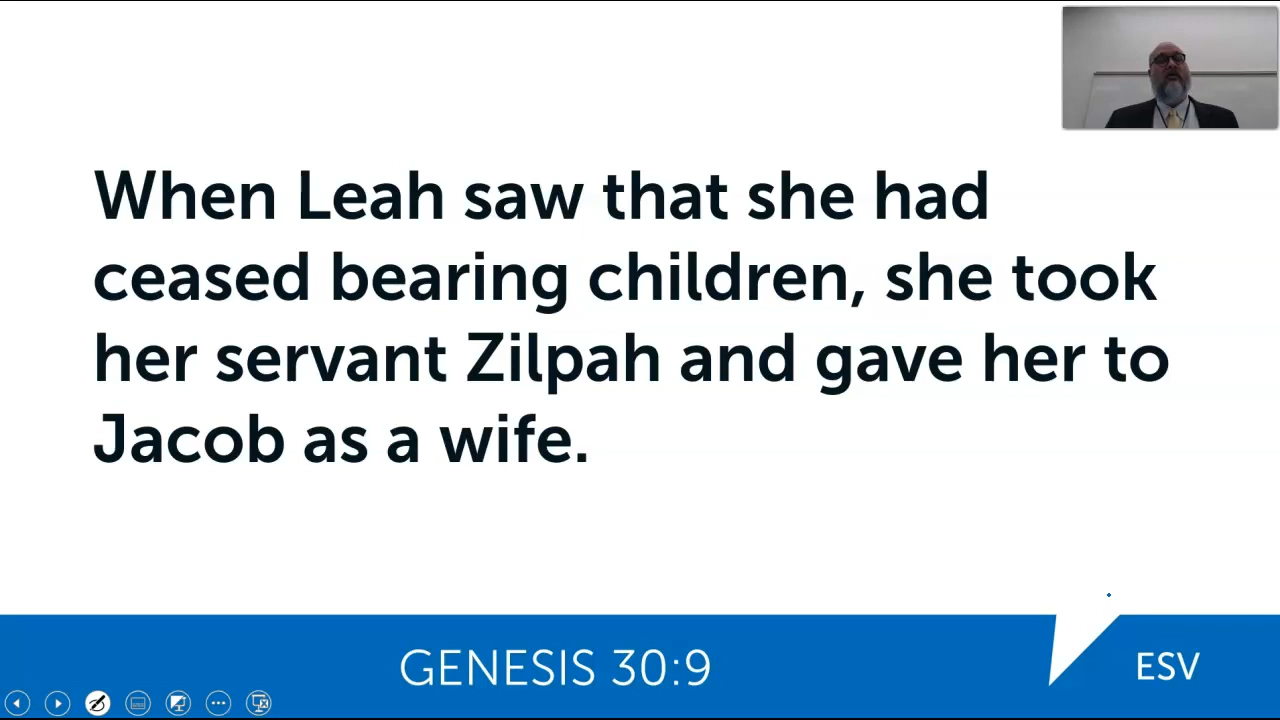 When Leah saw that she had
ceased bearing children, she took
her servant Zilpah and gave her to
Jacob as a wife.
GENESIS 30:9
ESV